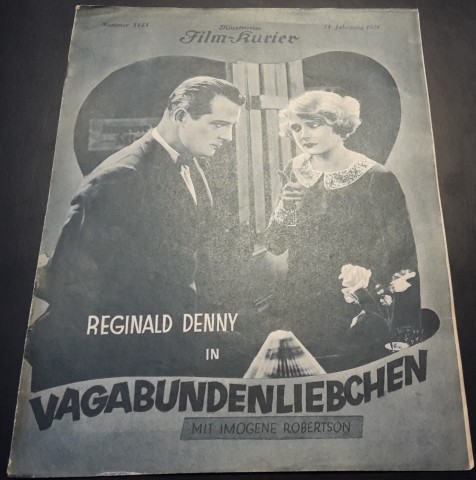 Illustrierter
Film-Kurier
REGINALD DENNY
IN
VAGABUNDENLIEBCHEN
MIT IMOGENE ROBERTSON